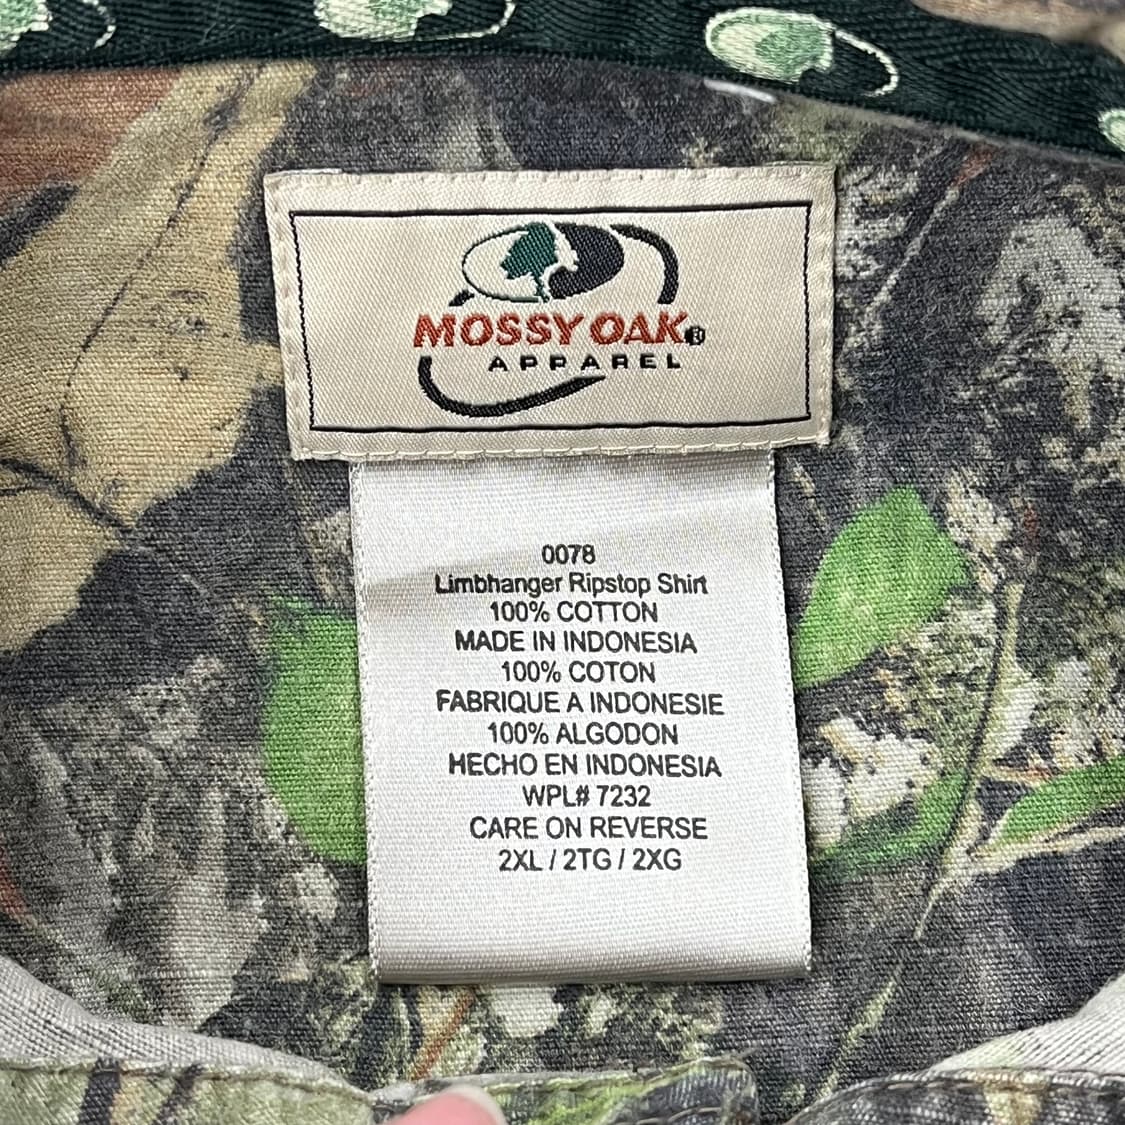 MOSSY OAK®
APPAREL
0078
Limbhanger Ripstop Shirt
100% COTTON
MADE IN INDONESIA
100% COTON
FABRIQUE A INDONESIE
100% ALGODON
HECHO EN INDONESIA
WPL# 7232
CARE ON REVERSE
2XL / 2TG / 2XG